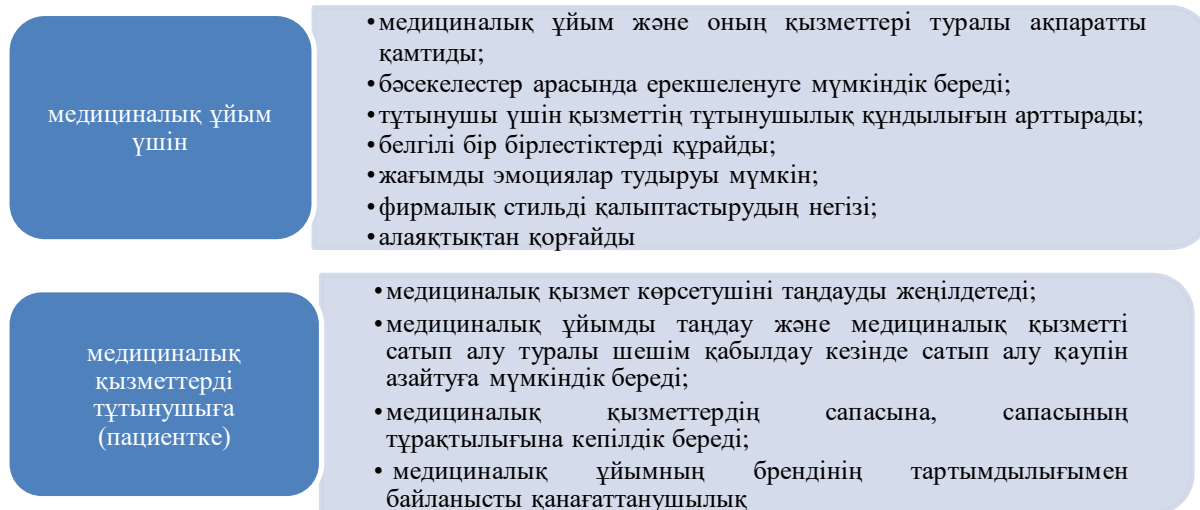 медициналық ұйым
үшін
•медициналық ұйым және оның қызметтері туралы ақпаратты
қамтиды;
•бәсекелестер арасында ерекшеленуге мүмкіндік береді;
•тұтынушы үшін қызметтің тұтынушылық құндылығын арттырады;
•белгілі бір бірлестіктерді құрайды;
•жағымды эмоциялар тудыруы мүмкін;
•фирмалық стильді қалыптастырудың негізі;
•алаяқтықтан қорғайды
медициналық
қызметтерді
тұтынушыға
(пациентке)
•медициналық қызмет көрсетушіні таңдауды жеңілдетеді;
•медициналық ұйымды таңдау және медициналық қызметті
сатып алу туралы шешім қабылдау кезінде сатып алу қаупін
азайтуға мүмкіндік береді;
•медициналық қызметтердің сапасына, сапасының
тұрақтылығына кепілдік береді;
• медициналық ұйымның брендінің тартымдылығымен
байланысты қанағаттанушылық